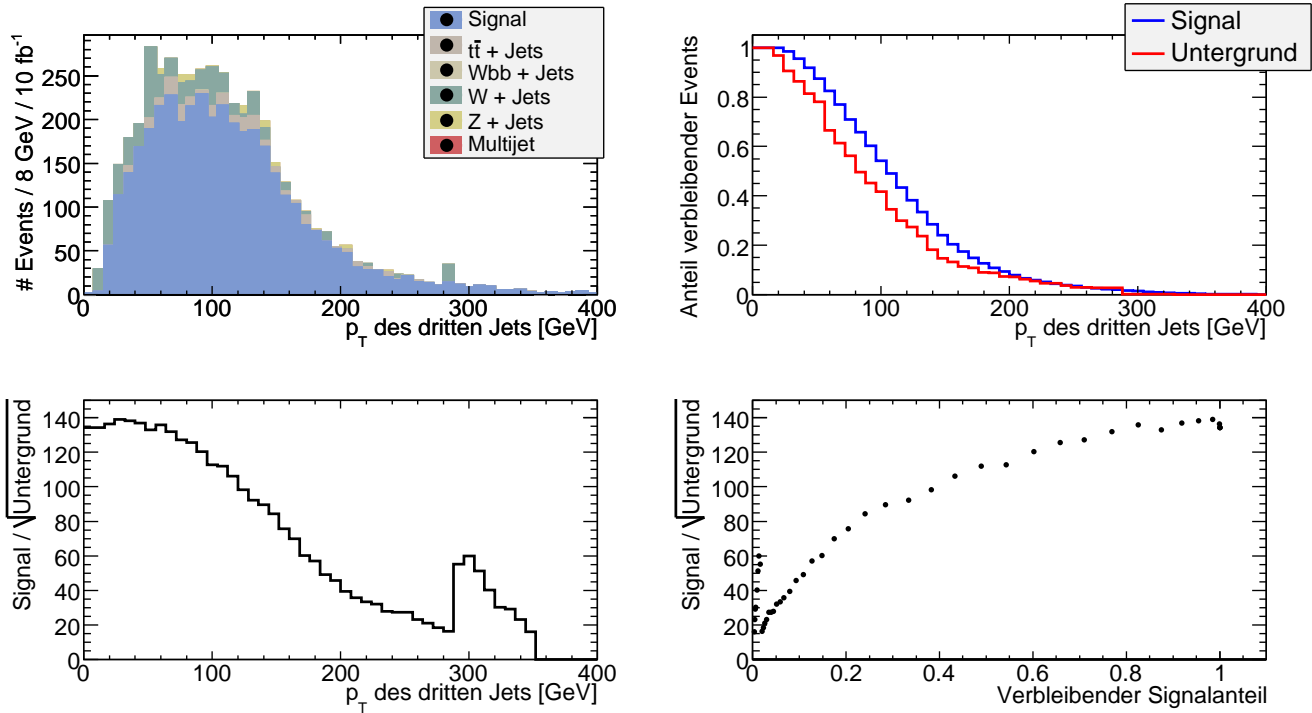 Signal
tt̄ + Jets
Wbb + Jets
W + Jets
Z + Jets
Multijet
# Events / 8 GeV / 10 fb⁻¹
250
200
150
100
50
0
0 100 200 300 400
p_T des dritten Jets [GeV]
Signal
Untergrund
Anteil verbleibender Events
1
0.8
0.6
0.4
0.2
0
0 100 200 300 400
p_T des dritten Jets [GeV]
Signal / √Untergrund
140
120
100
80
60
40
20
0
0 100 200 300 400
p_T des dritten Jets [GeV]
Signal / √Untergrund
140
120
100
80
60
40
20
0
0 0.2 0.4 0.6 0.8 1
Verbleibender Signalanteil